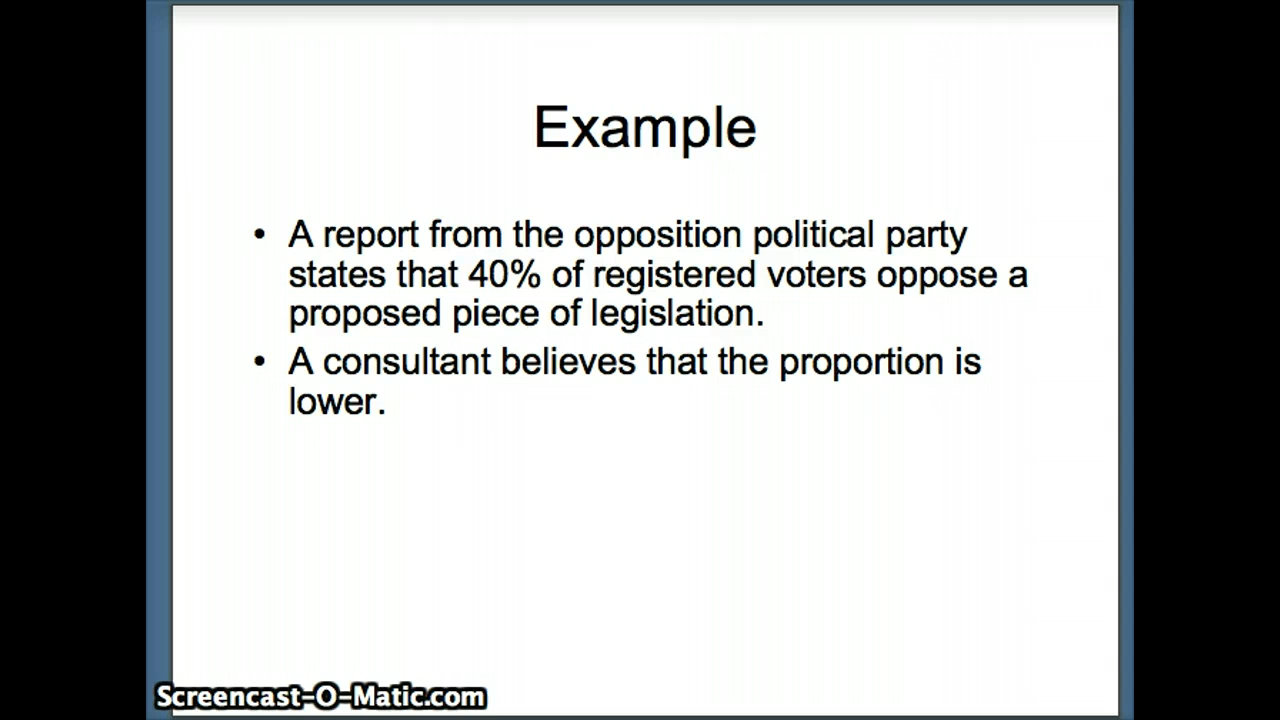 Example
• A report from the opposition political party
states that 40% of registered voters oppose a
proposed piece of legislation.
• A consultant believes that the proportion is
lower.
Screencast-O-Matic.com